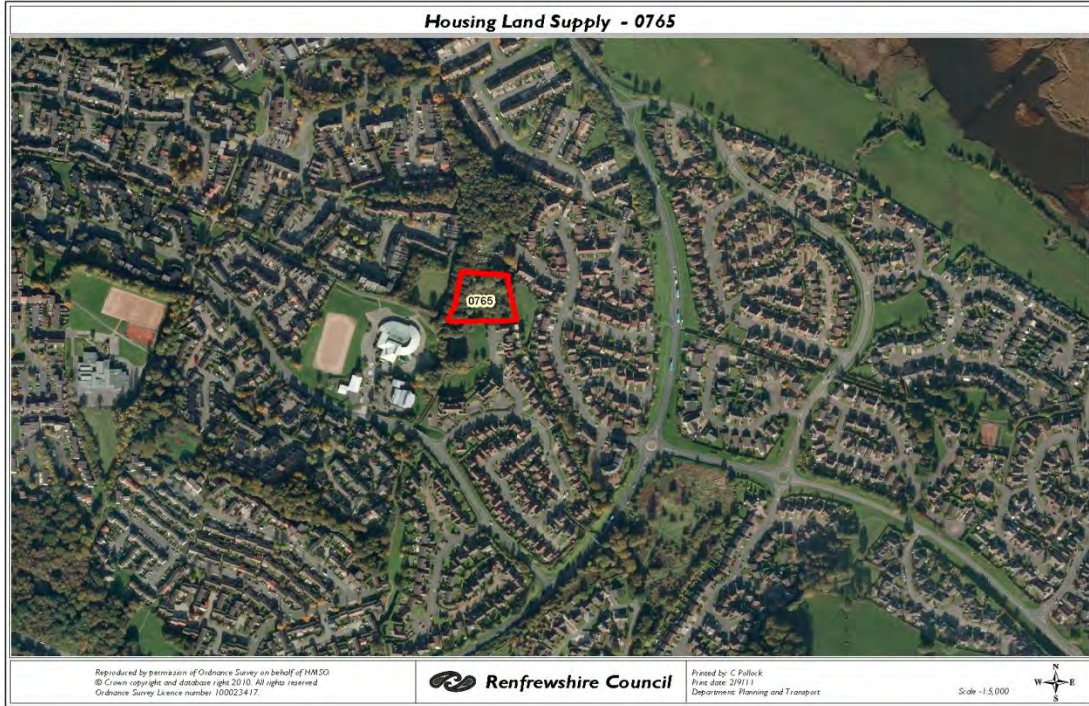 Housing Land Supply - 0765
0765
Reproduced by permission of Ordnance Survey on behalf of HMSO.
© Crown copyright and database right 2010. All rights reserved.
Ordnance Survey Licence number 100023417.
Renfrewshire Council
Printed by: C Pollock
Print date: 2/9/11
Department: Planning and Transport
Scale -1:5,000
N
W E
S